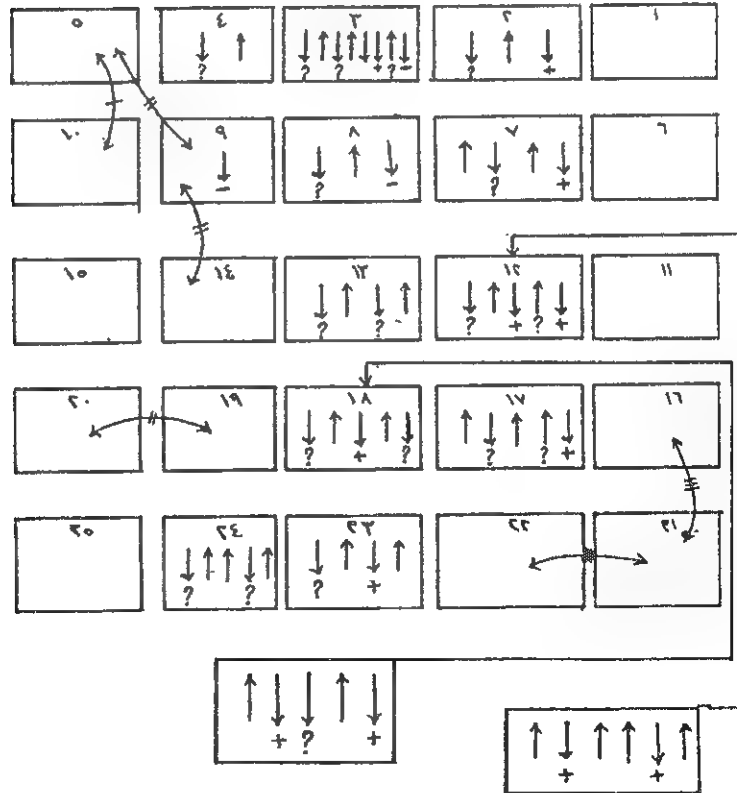 ١ ٢ ٣ ٤ ٥
+ ? - ? + ? ? ?
٦ ٧ ٨ ٩ ١٠
+ ? - ? -
١١ ١٢ ١٣ ١٤ ١٥
+ ? + ? ? ?
١٦ ١٧ ١٨ ١٩ ٢٠
+ ? ? ? + ?
٢١ ٢٢ ٢٣ ٢٤ ٢٥
+ ? ? ?
+ ? +
+ +